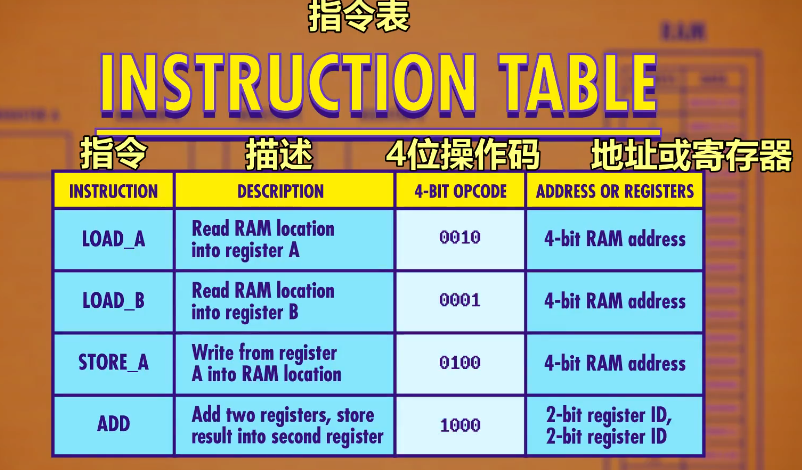 指令表
RAM
INSTRUCTION TABLE
指令 描述 4位操作码 地址或寄存器
INSTRUCTION DESCRIPTION 4-BIT OPCODE ADDRESS OR REGISTERS
LOAD_A Read RAM location into register A 0010 4-bit RAM address
LOAD_B Read RAM location into register B 0001 4-bit RAM address
STORE_A Write from register A into RAM location 0100 4-bit RAM address
ADD Add two registers, store result into second register 1000 2-bit register ID, 2-bit register ID